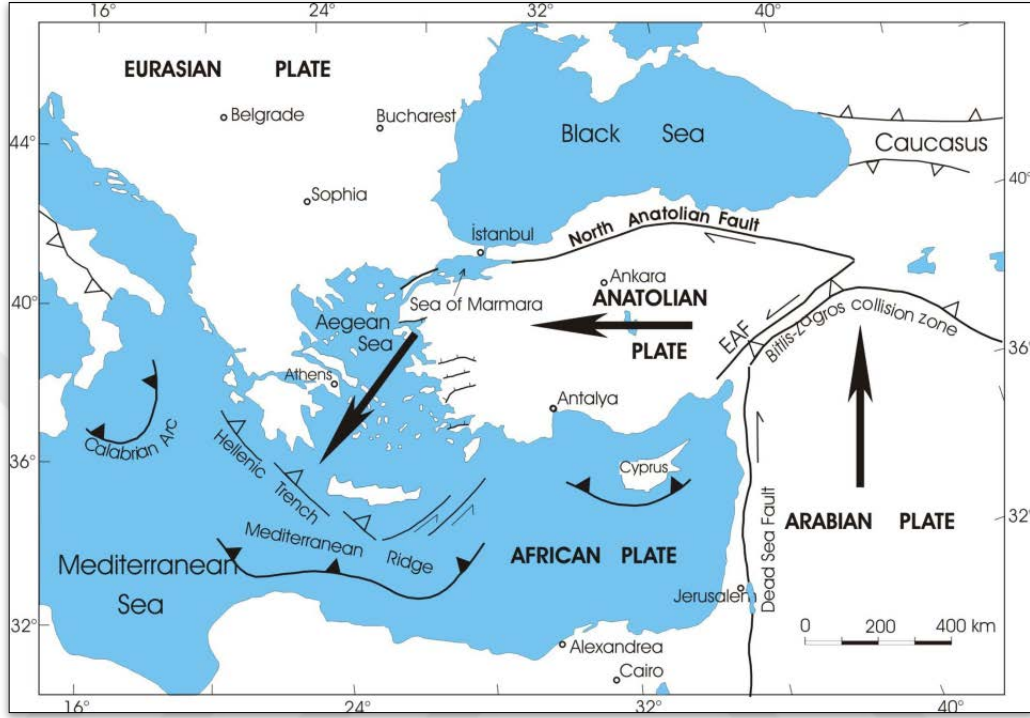 16°
24°
32°
40°
EURASIAN PLATE
Belgrade
Bucharest
44°
Black Sea
Caucasus
40°
Sophia
İstanbul
North Anatolian Fault
Sea of Marmara
Ankara
ANATOLIAN
PLATE
40°
Aegean
Sea
EAF
Bitlis-Zagros collision zone
36°
Athens
Antalya
Calabrian Arc
36°
Hellenic
Trench
Cyprus
Mediterranean
Ridge
AFRICAN PLATE
ARABIAN PLATE
32°
Dead Sea Fault
Mediterranean
Sea
Jerusalem
32°
0 200 400 km
Alexandrea
Cairo
16°
24°
32°
40°